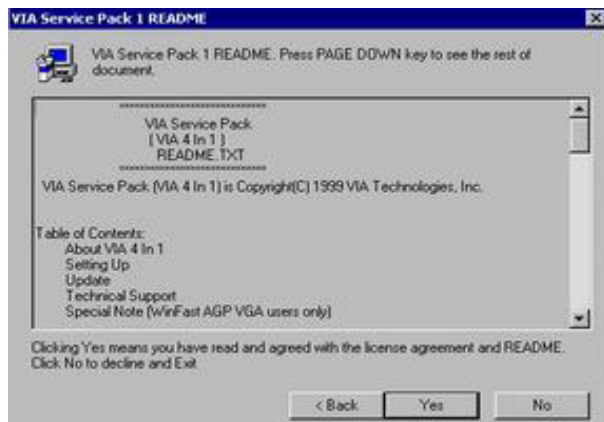 VIA Service Pack 1 README
VIA Service Pack 1 README. Press PAGE DOWN key to see the rest of
document.
==========================
VIA Service Pack
( VIA 4 In 1 )
README.TXT
==========================
VIA Service Pack (VIA 4 In 1) is Copyright(C) 1999 VIA Technologies, Inc.
Table of Contents:
About VIA 4 In 1
Setting Up
Update
Technical Support
Special Note (WinFast AGP VGA users only)
Clicking Yes means you have read and agreed with the license agreement and README.
Click No to decline and Exit
< Back
Yes
No